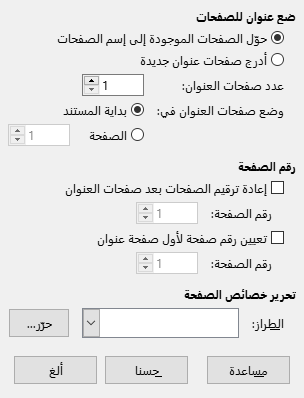 ضع عنوان للصفحات
حوّل الصفحات الموجودة إلى إسم الصفحات
أدرج صفحات عنوان جديدة
عدد صفحات العنوان: 1
وضع صفحات العنوان في: بداية المستند
الصفحة 1
رقم الصفحة
إعادة ترقيم الصفحات بعد صفحات العنوان
رقم الصفحة: 1
تعيين رقم صفحة لأول صفحة عنوان
رقم الصفحة: 1
تحرير خصائص الصفحة
الطراز: حرّر...
مساعدة حسنا ألغ